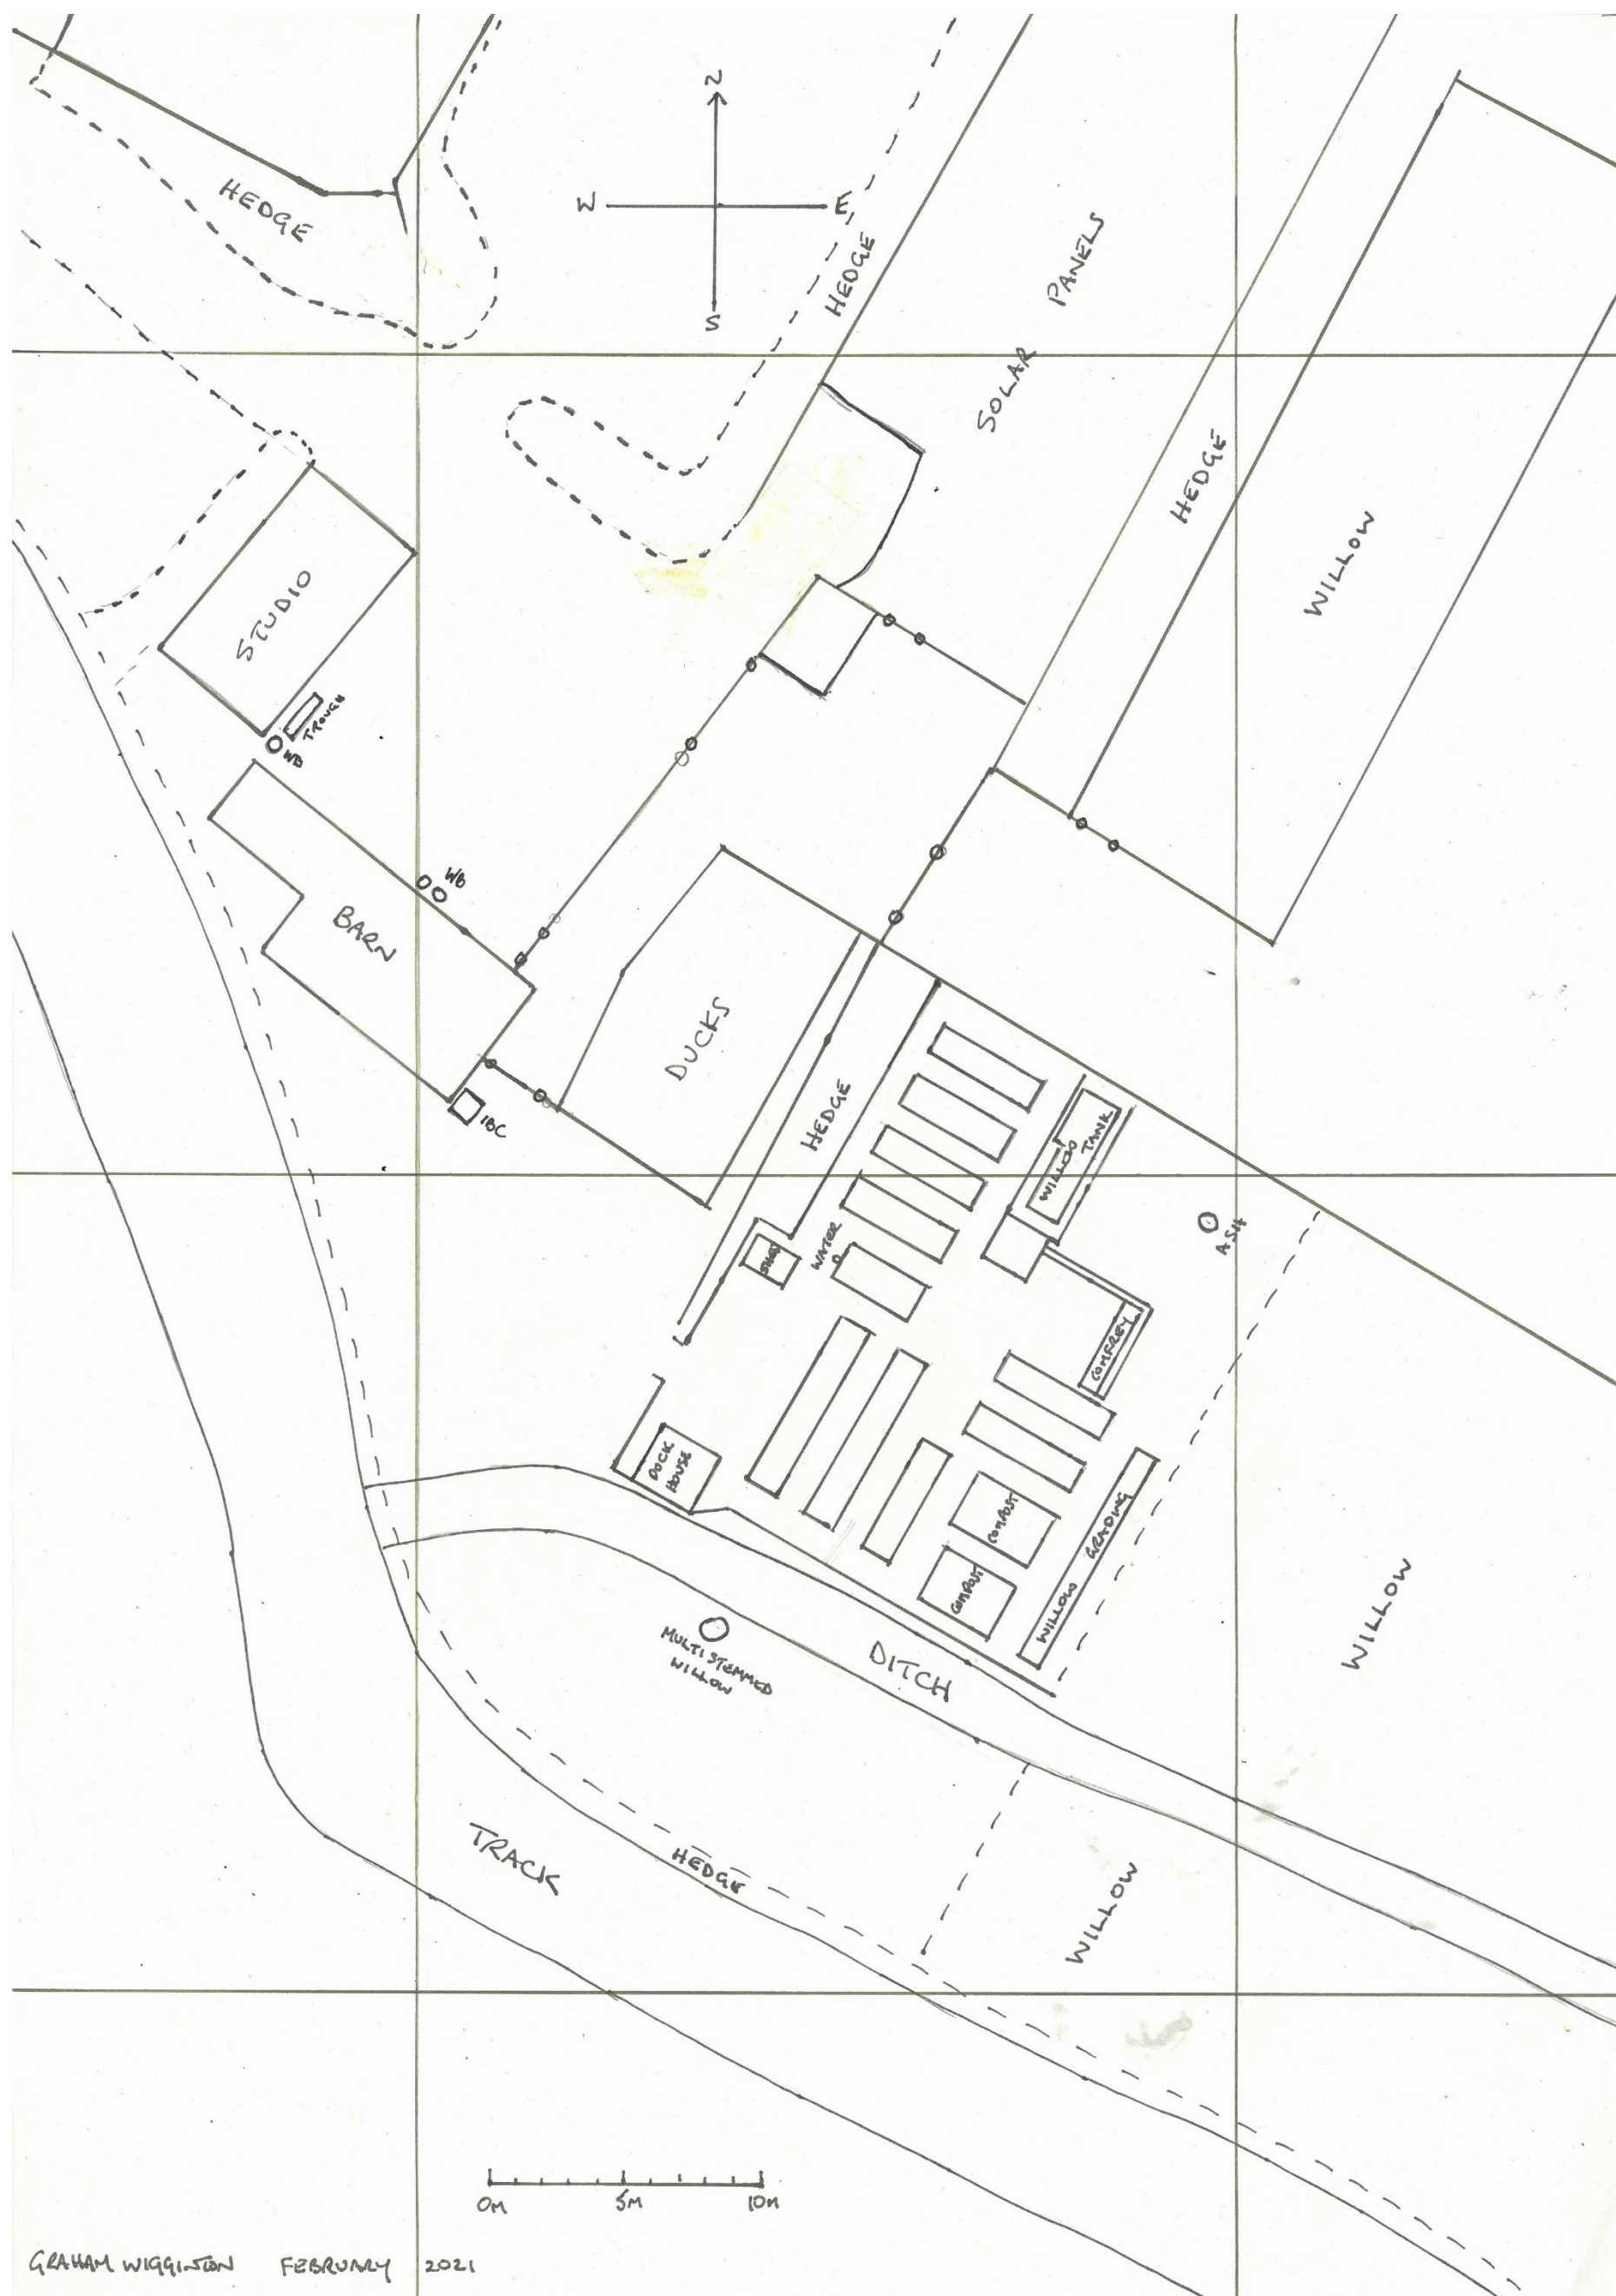 N
HEDGE
W
E
S
HEDGE
SOLAR PANELS
HEDGE
WILLOW
STUDIO
TROUGH
WB
WB
BARN
DUCKS
IBC
HEDGE
WILLOW
TANK
ASH
WATER
SHED
COMFREY
DUCK
HOUSE
COMPOST
COMPOST
WILLOW GRADING
WILLOW
MULTISTEMMED
WILLOW
DITCH
TRACK
HEDGE
WILLOW
0M
5M
10M
GRAHAM WIGGINTON FEBRUARY 2021